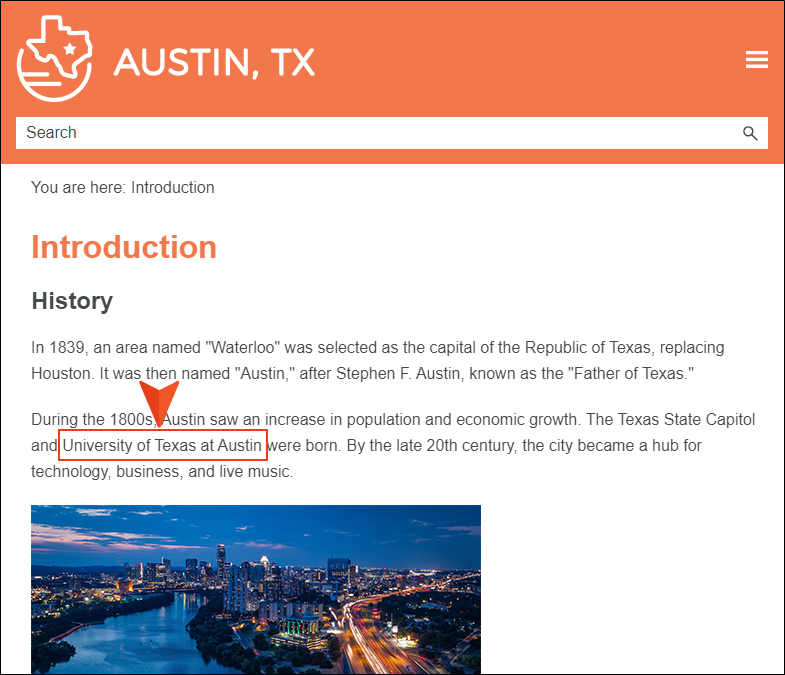 AUSTIN, TX
Search
You are here: Introduction
Introduction
History
In 1839, an area named "Waterloo" was selected as the capital of the Republic of Texas, replacing
Houston. It was then named "Austin," after Stephen F. Austin, known as the "Father of Texas."
During the 1800s, Austin saw an increase in population and economic growth. The Texas State Capitol
and University of Texas at Austin were born. By the late 20th century, the city became a hub for
technology, business, and live music.